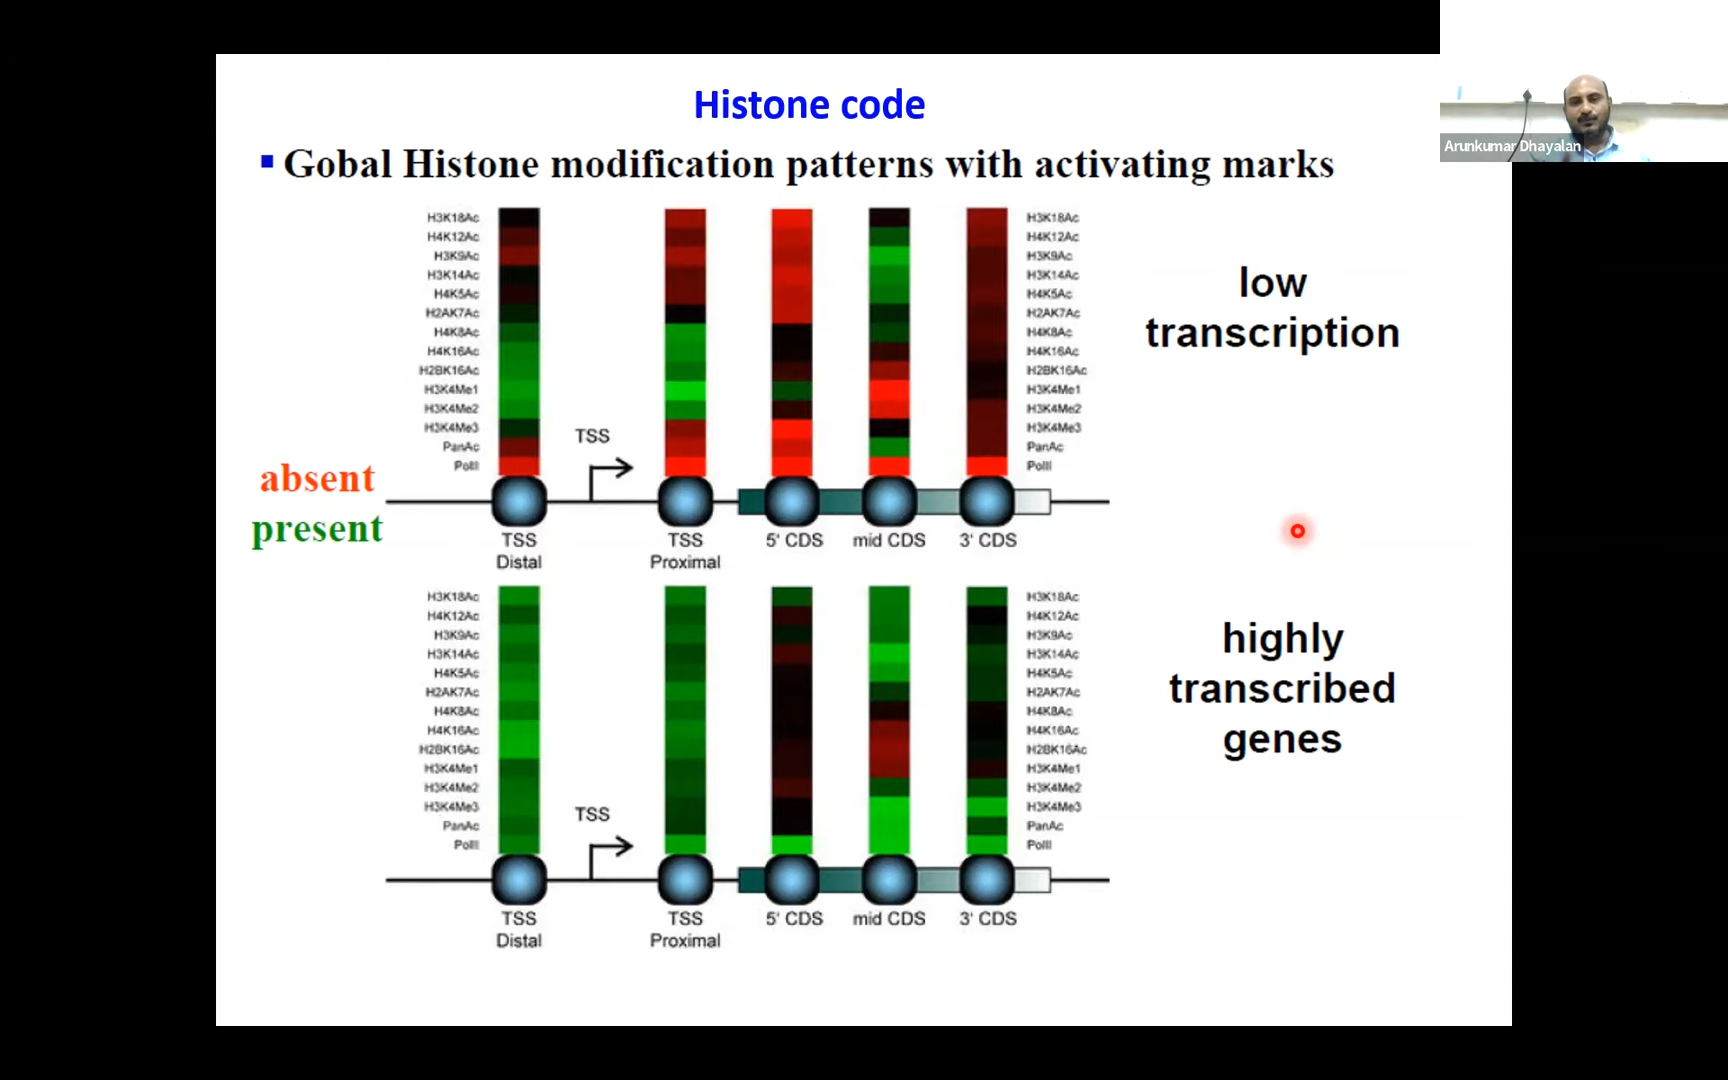 Histone code
Arunkumar Dhayalan
▪ Gobal Histone modification patterns with activating marks
H3K18Ac
H4K12Ac
H3K9Ac
H3K14Ac
H4K5Ac
H2AK7Ac
H4K8Ac
H4K16Ac
H2BK16Ac
H3K4Me1
H3K4Me2
H3K4Me3
PanAc
PolII
TSS
H3K18Ac
H4K12Ac
H3K9Ac
H3K14Ac
H4K5Ac
H2AK7Ac
H4K8Ac
H4K16Ac
H2BK16Ac
H3K4Me1
H3K4Me2
H3K4Me3
PanAc
PolII
low
transcription
absent
present
TSS
Distal
TSS
Proximal
5' CDS
mid CDS
3' CDS
H3K18Ac
H4K12Ac
H3K9Ac
H3K14Ac
H4K5Ac
H2AK7Ac
H4K8Ac
H4K16Ac
H2BK16Ac
H3K4Me1
H3K4Me2
H3K4Me3
PanAc
PolII
TSS
H3K18Ac
H4K12Ac
H3K9Ac
H3K14Ac
H4K5Ac
H2AK7Ac
H4K8Ac
H4K16Ac
H2BK16Ac
H3K4Me1
H3K4Me2
H3K4Me3
PanAc
PolII
highly
transcribed
genes
TSS
Distal
TSS
Proximal
5' CDS
mid CDS
3' CDS